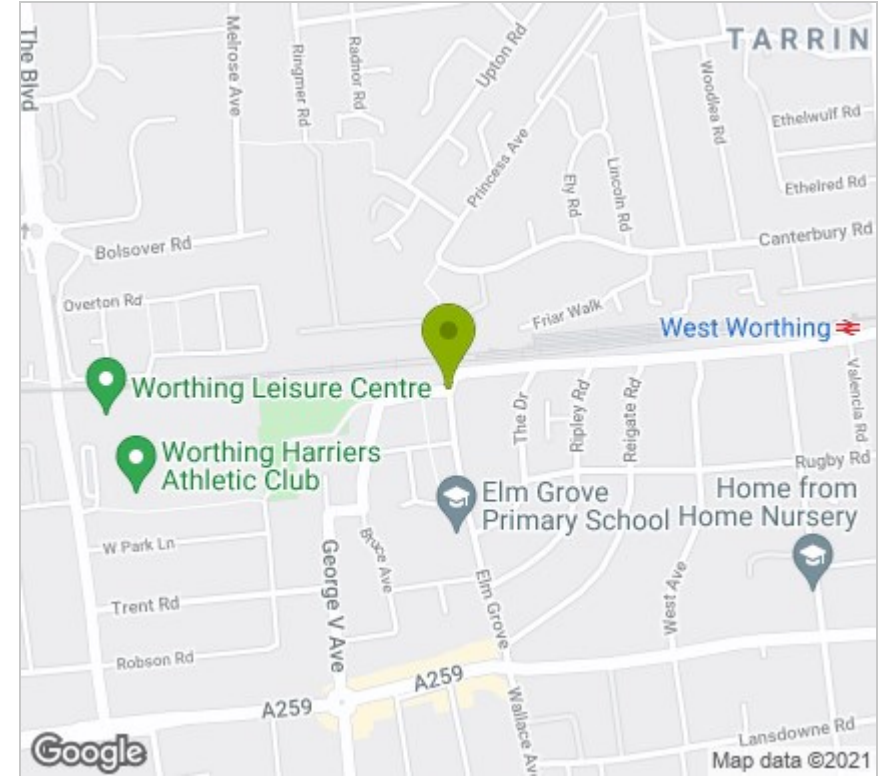 The Blvd
Melrose Ave
Ringmer Rd
Radnor Rd
Upton Rd
TARRIN
Woodlea Rd
Ethelwulf Rd
Princess Ave
Ely Rd
Lincoln Rd
Ethelred Rd
Bolsover Rd
Canterbury Rd
Overton Rd
Friar Walk
West Worthing
Worthing Leisure Centre
The Dr
Ripley Rd
Reigate Rd
Valencia Rd
Worthing Harriers
Athletic Club
Rugby Rd
Elm Grove
Primary School
Home from
Home Nursery
W Park Ln
George V Ave
Bruce Ave
Elm Grove
West Ave
Trent Rd
Robson Rd
A259
A259
Wallace Av
Lansdowne Rd
Google
Map data ©2021